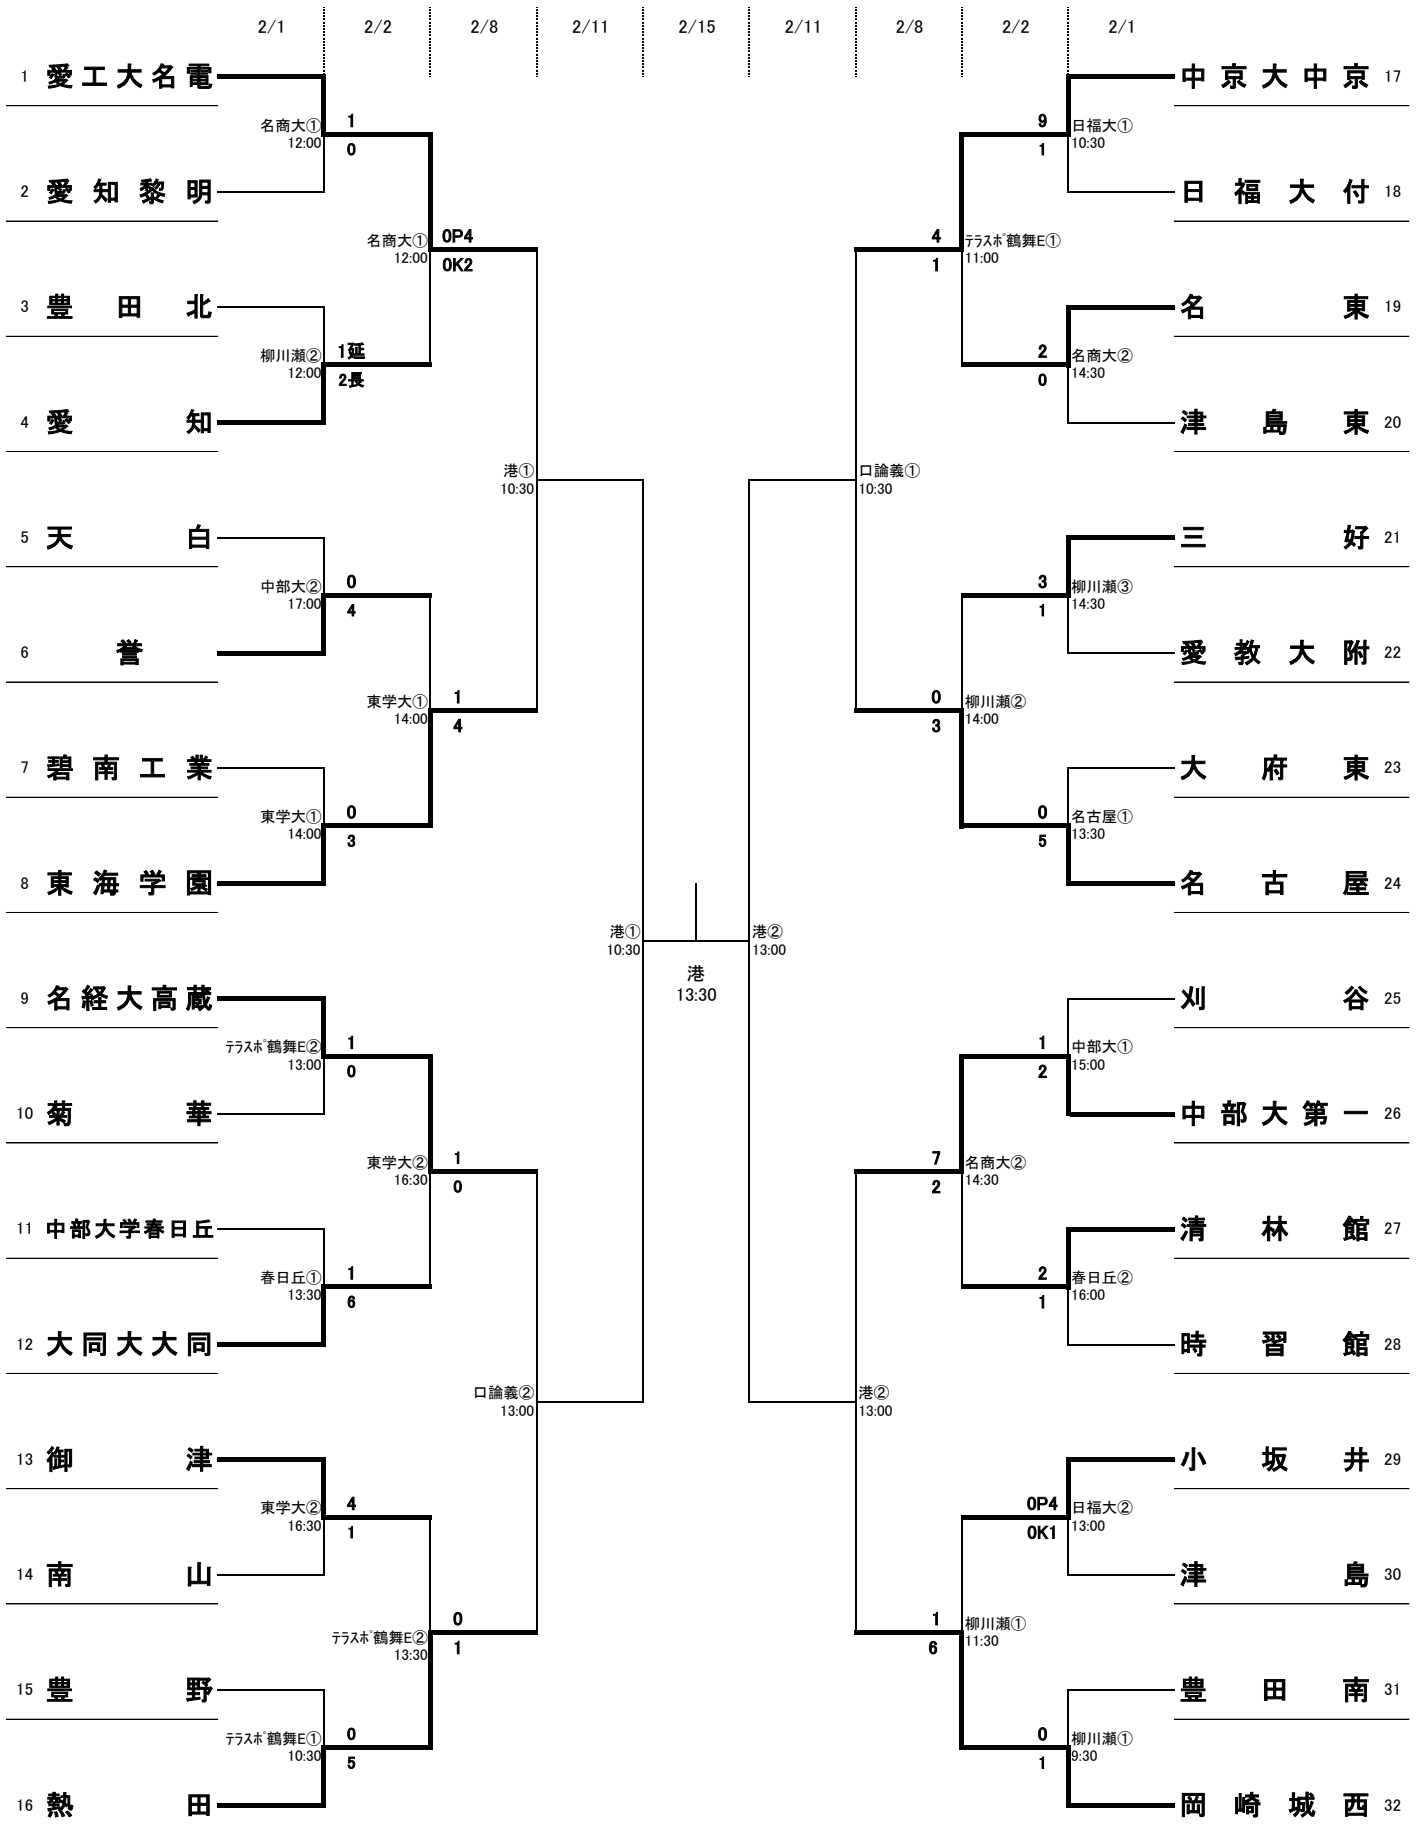 2/1 2/2 2/8 2/11 2/15 2/11 2/8 2/2 2/1
1 愛工大名電
名商大① 12:00
1
0
2 愛知黎明
名商大① 12:00
0P4
0K2
3 豊田北
柳川瀬② 12:00
1延
2長
4 愛知
港① 10:30
5 天白
中部大② 17:00
0
4
6 誉
東学大① 14:00
1
4
7 碧南工業
東学大① 14:00
0
3
8 東海学園
港① 10:30
9 名経大高蔵
テラスポ鶴舞E② 13:00
1
0
10 菊華
東学大② 16:30
1
0
11 中部大学春日丘
春日丘① 13:30
1
6
12 大同大大同
口論義② 13:00
13 御津
東学大② 16:30
4
1
14 南山
テラスポ鶴舞E② 13:30
0
1
15 豊野
テラスポ鶴舞E① 10:30
0
5
16 熱田
港
13:30
中京大中京 17
9
1
日福大① 10:30
日福大付 18
4
1
テラスポ鶴舞E① 11:00
名東 19
2
0
名商大② 14:30
津島東 20
口論義① 10:30
三好 21
3
1
柳川瀬③ 14:30
愛教大附 22
0
3
柳川瀬② 14:00
大府東 23
0
5
名古屋① 13:30
名古屋 24
港② 13:00
刈谷 25
1
2
中部大① 15:00
中部大第一 26
7
2
名商大② 14:30
清林館 27
2
1
春日丘② 16:00
時習館 28
港② 13:00
小坂井 29
0P4
0K1
日福大② 13:00
津島 30
1
6
柳川瀬① 11:30
豊田南 31
0
1
柳川瀬① 9:30
岡崎城西 32